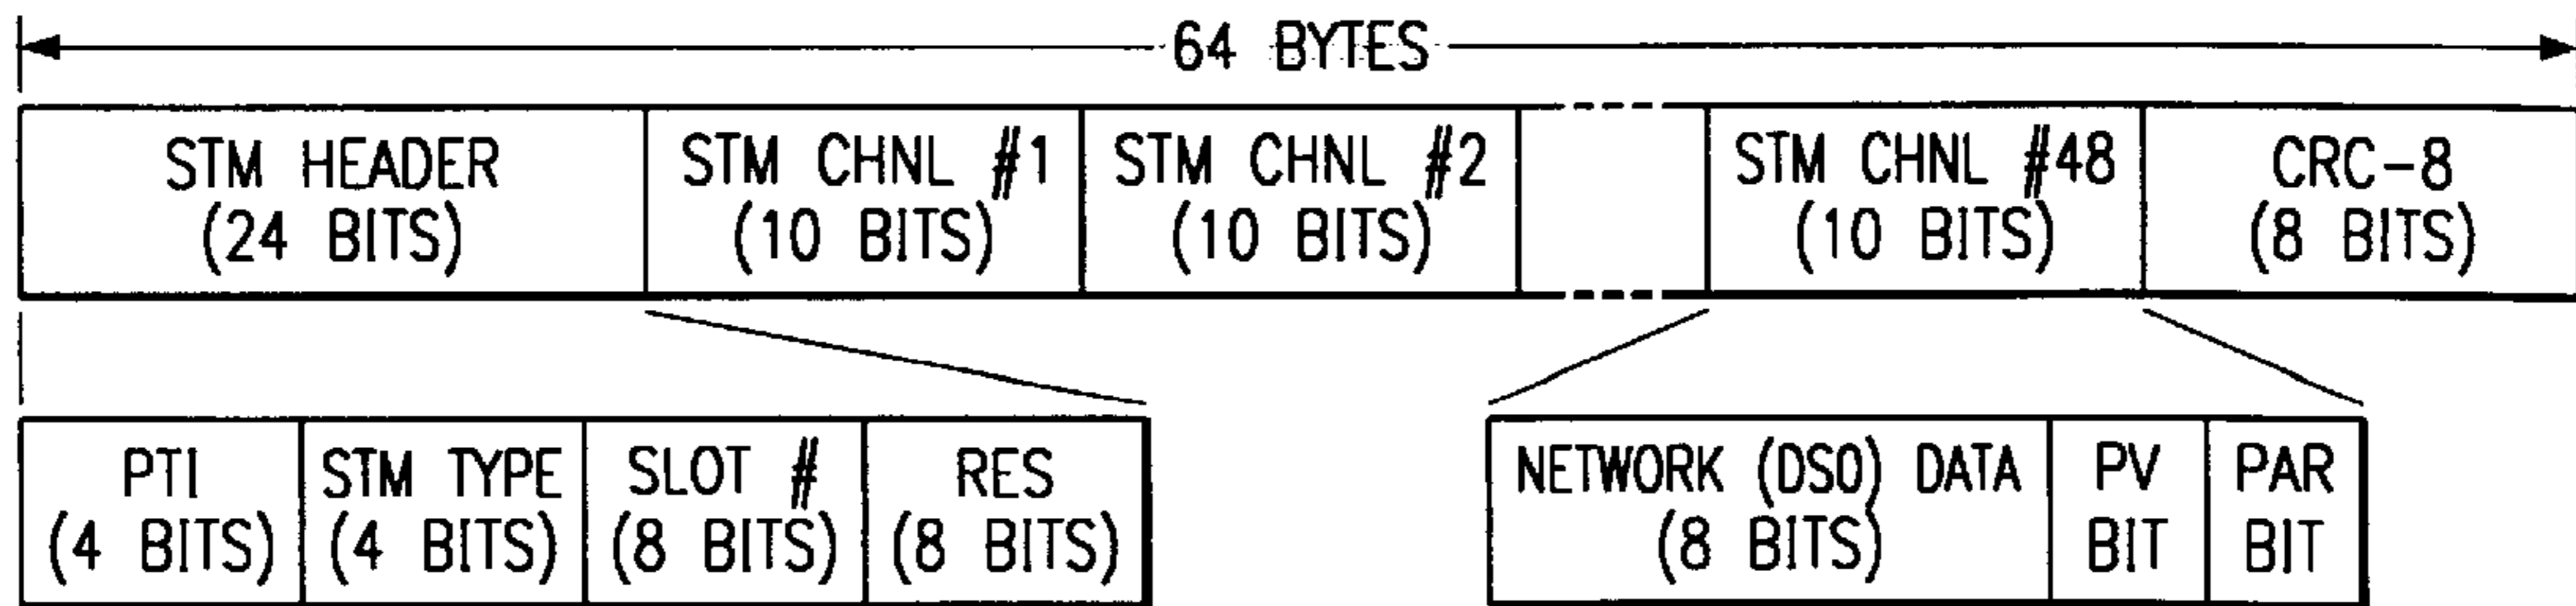 64 BYTES
STM HEADER
(24 BITS)
STM CHNL #1
(10 BITS)
STM CHNL #2
(10 BITS)
STM CHNL #48
(10 BITS)
CRC-8
(8 BITS)
PTI
(4 BITS)
STM TYPE
(4 BITS)
SLOT #
(8 BITS)
RES
(8 BITS)
NETWORK (DS0) DATA
(8 BITS)
PV
BIT
PAR
BIT